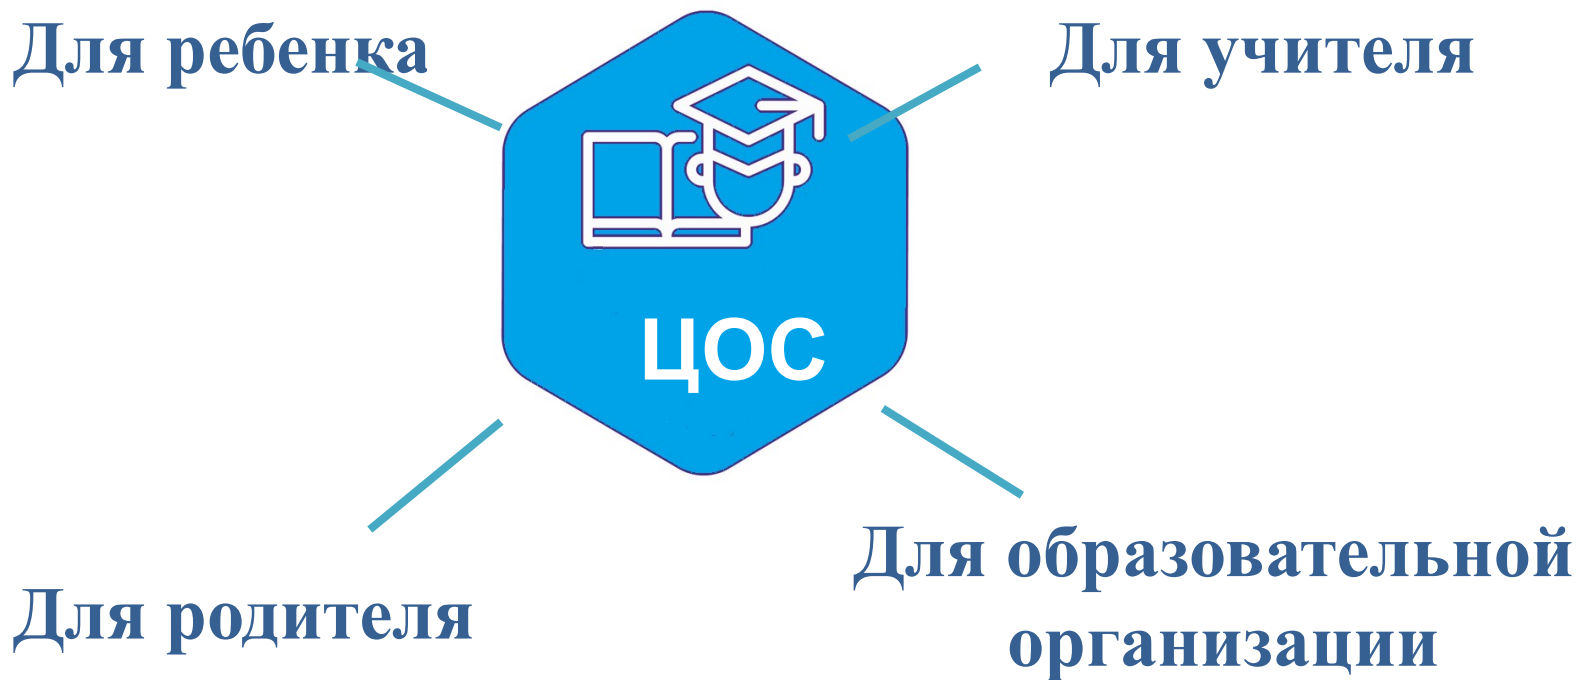 Для ребенка
Для учителя
ЦОС
Для родителя
Для образовательной
организации